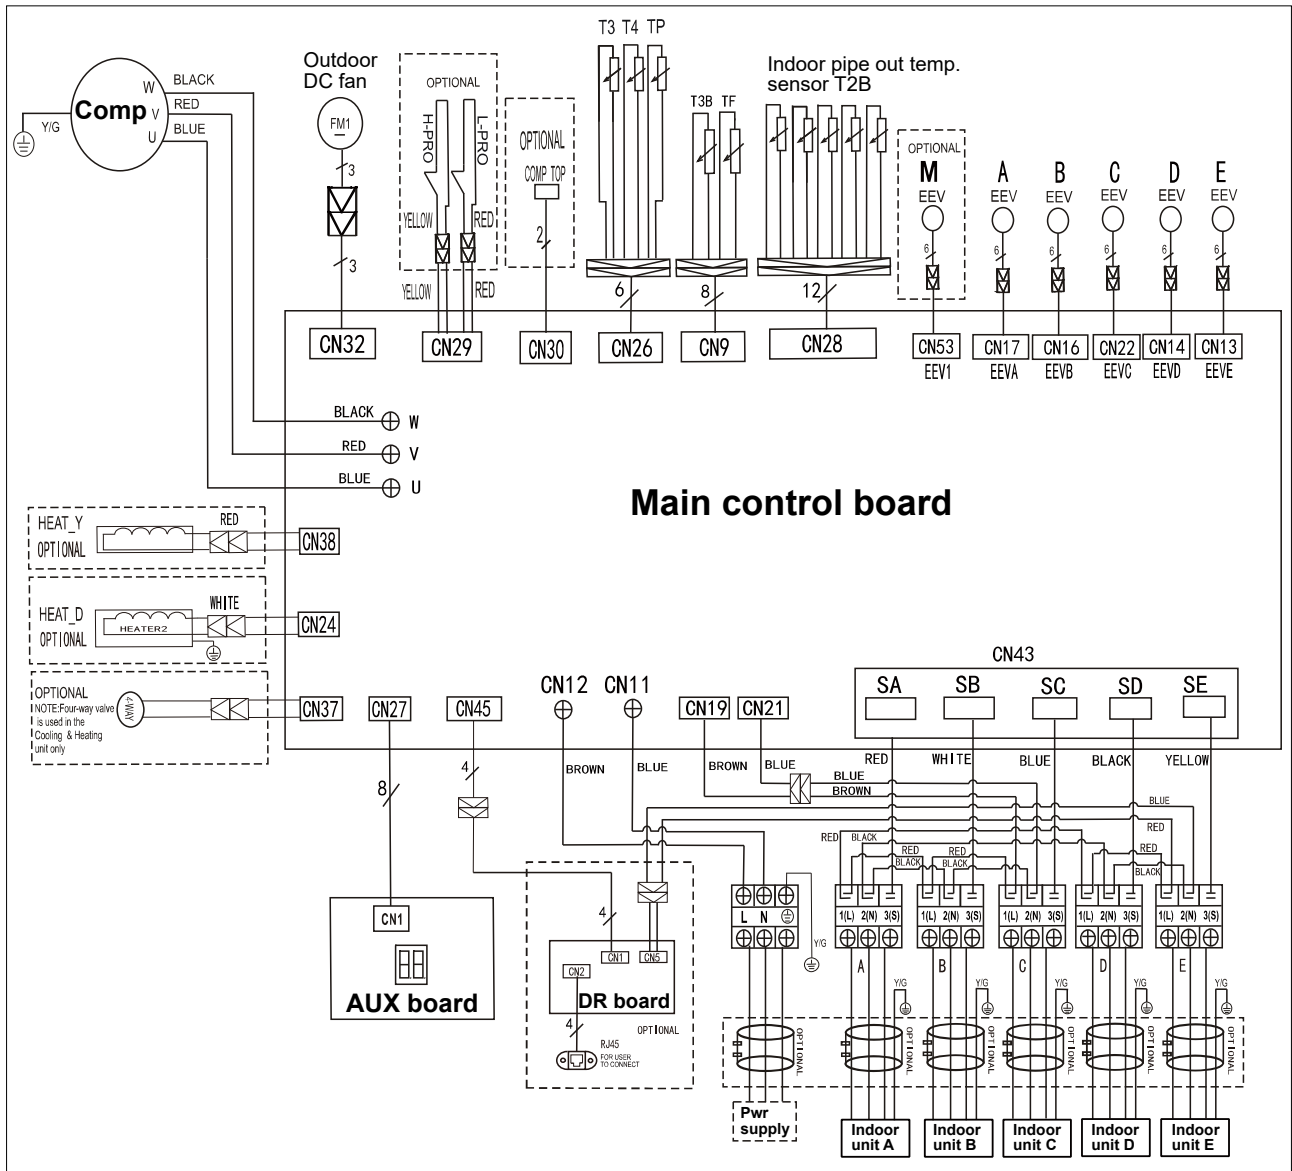 T3 T4 TP
Outdoor
DC fan
Indoor pipe out temp.
sensor T2B
BLACK
W
Comp
V
RED
U
BLUE
Y/G
FM1
3
3
OPTIONAL
H-PRO
L-PRO
YELLOW
RED
YELLOW
RED
OPTIONAL
COMP TOP
2
T3B TF
6
8
12
OPTIONAL
M A B C D E
EEV EEV EEV EEV EEV EEV
6 6 6 6 6 6
CN32 CN29 CN30 CN26 CN9 CN28 CN53 CN17 CN16 CN22 CN14 CN13
EEV1 EEVA EEVB EEVC EEVD EEVE
BLACK W
RED V
BLUE U
Main control board
HEAT_Y
OPTIONAL
RED
CN38
HEAT_D
OPTIONAL
WHITE
HEATER2
CN24
OPTIONAL
NOTE:Four-way valve
is used in the
Cooling & Heating
unit only
4-WAY
CN37
CN27
CN45
CN12
CN11
CN19
CN21
CN43
SA SB SC SD SE
BROWN BLUE BROWN BLUE RED WHITE BLUE BLACK YELLOW
8
4
BLUE
BROWN
BLUE
RED
RED BLACK
RED
RED
RED
BLACK
BLACK
BLACK
CN1
AUX board
4
CN1 CN5
CN2
DR board
OPTIONAL
4
RJ45
FOR USER
TO CONNECT
L N
Y/G
1(L) 2(N) 3(S)
1(L) 2(N) 3(S)
1(L) 2(N) 3(S)
1(L) 2(N) 3(S)
1(L) 2(N) 3(S)
A B C D E
Y/G Y/G Y/G Y/G Y/G
OPTIONAL OPTIONAL OPTIONAL OPTIONAL OPTIONAL OPTIONAL
Pwr
supply
Indoor
unit A
Indoor
unit B
Indoor
unit C
Indoor
unit D
Indoor
unit E